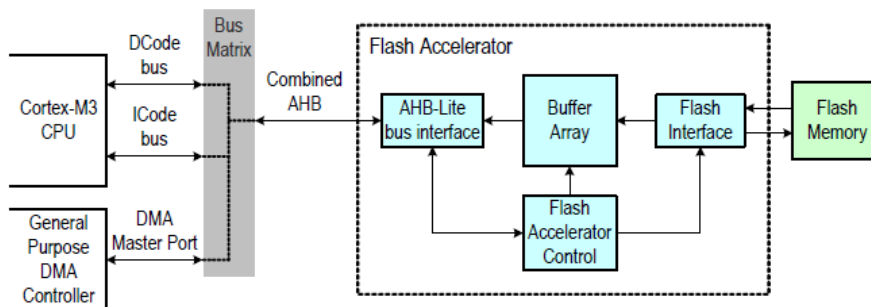 DCode
bus
Bus
Matrix
Flash Accelerator
Cortex-M3
CPU
Combined
AHB
AHB-Lite
bus interface
Buffer
Array
Flash
Interface
Flash
Memory
ICode
bus
General
Purpose
DMA
Controller
DMA
Master Port
Flash
Accelerator
Control